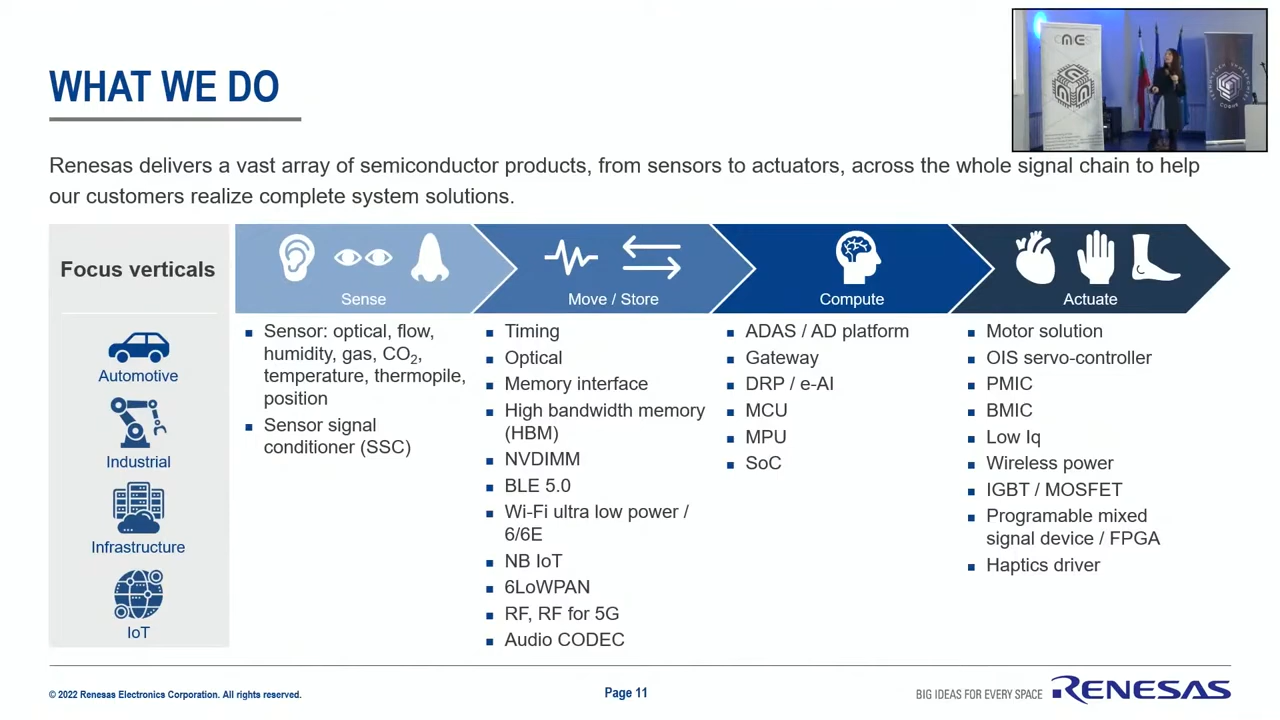 WHAT WE DO
Renesas delivers a vast array of semiconductor products, from sensors to actuators, across the whole signal chain to help
our customers realize complete system solutions.
Focus verticals
Automotive
Industrial
Infrastructure
IoT
Sense
Sensor: optical, flow,
humidity, gas, CO₂,
temperature, thermopile,
position
Sensor signal
conditioner (SSC)
Move / Store
Timing
Optical
Memory interface
High bandwidth memory
(HBM)
NVDIMM
BLE 5.0
Wi-Fi ultra low power /
6/6E
NB IoT
6LoWPAN
RF, RF for 5G
Audio CODEC
Compute
ADAS / AD platform
Gateway
DRP / e-AI
MCU
MPU
SoC
Actuate
Motor solution
OIS servo-controller
PMIC
BMIC
Low Iq
Wireless power
IGBT / MOSFET
Programable mixed
signal device / FPGA
Haptics driver
© 2022 Renesas Electronics Corporation. All rights reserved.
Page 11
BIG IDEAS FOR EVERY SPACE
RENESAS